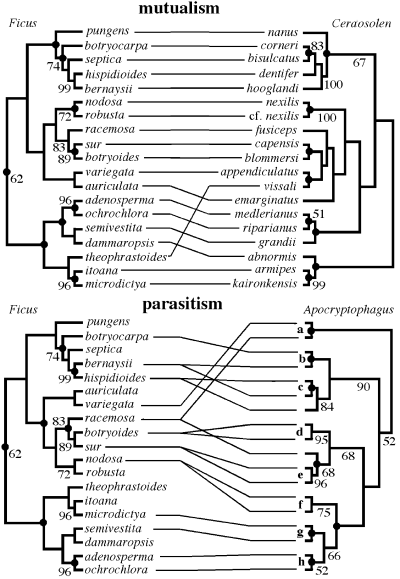 mutualism
Ficus Ceraosolen
pungens nanus
botryocarpa corneri 83
septica bisulcatus 67
74
hispidioides dentifer
99 bernaysii hooglandi 100
nodosa nexilis
72 robusta cf. nexilis 100
racemosa fusiceps
83 sur capensis
89 botryoides blommersi
62 variegata appendiculatus
auriculata vissali
96 adenosperma emarginatus
ochrochlora medlerianus 51
semivestita riparianus
dammaropsis grandii
theophrastoides abnormis
itoana armipes
96 microdictya kaironkensis 99
parasitism
Ficus Apocryptophagus
pungens a
botryocarpa
74 septica b
bernaysii
99 hispidioides c 90
auriculata 84
variegata
83 racemosa d 52
62 botryoides 95
89 sur 68
nodosa 68
72 robusta e 96
theophrastoides f
itoana 75
96 microdictya
semivestita g
dammaropsis 66
adenosperma h
96 ochrochlora 52